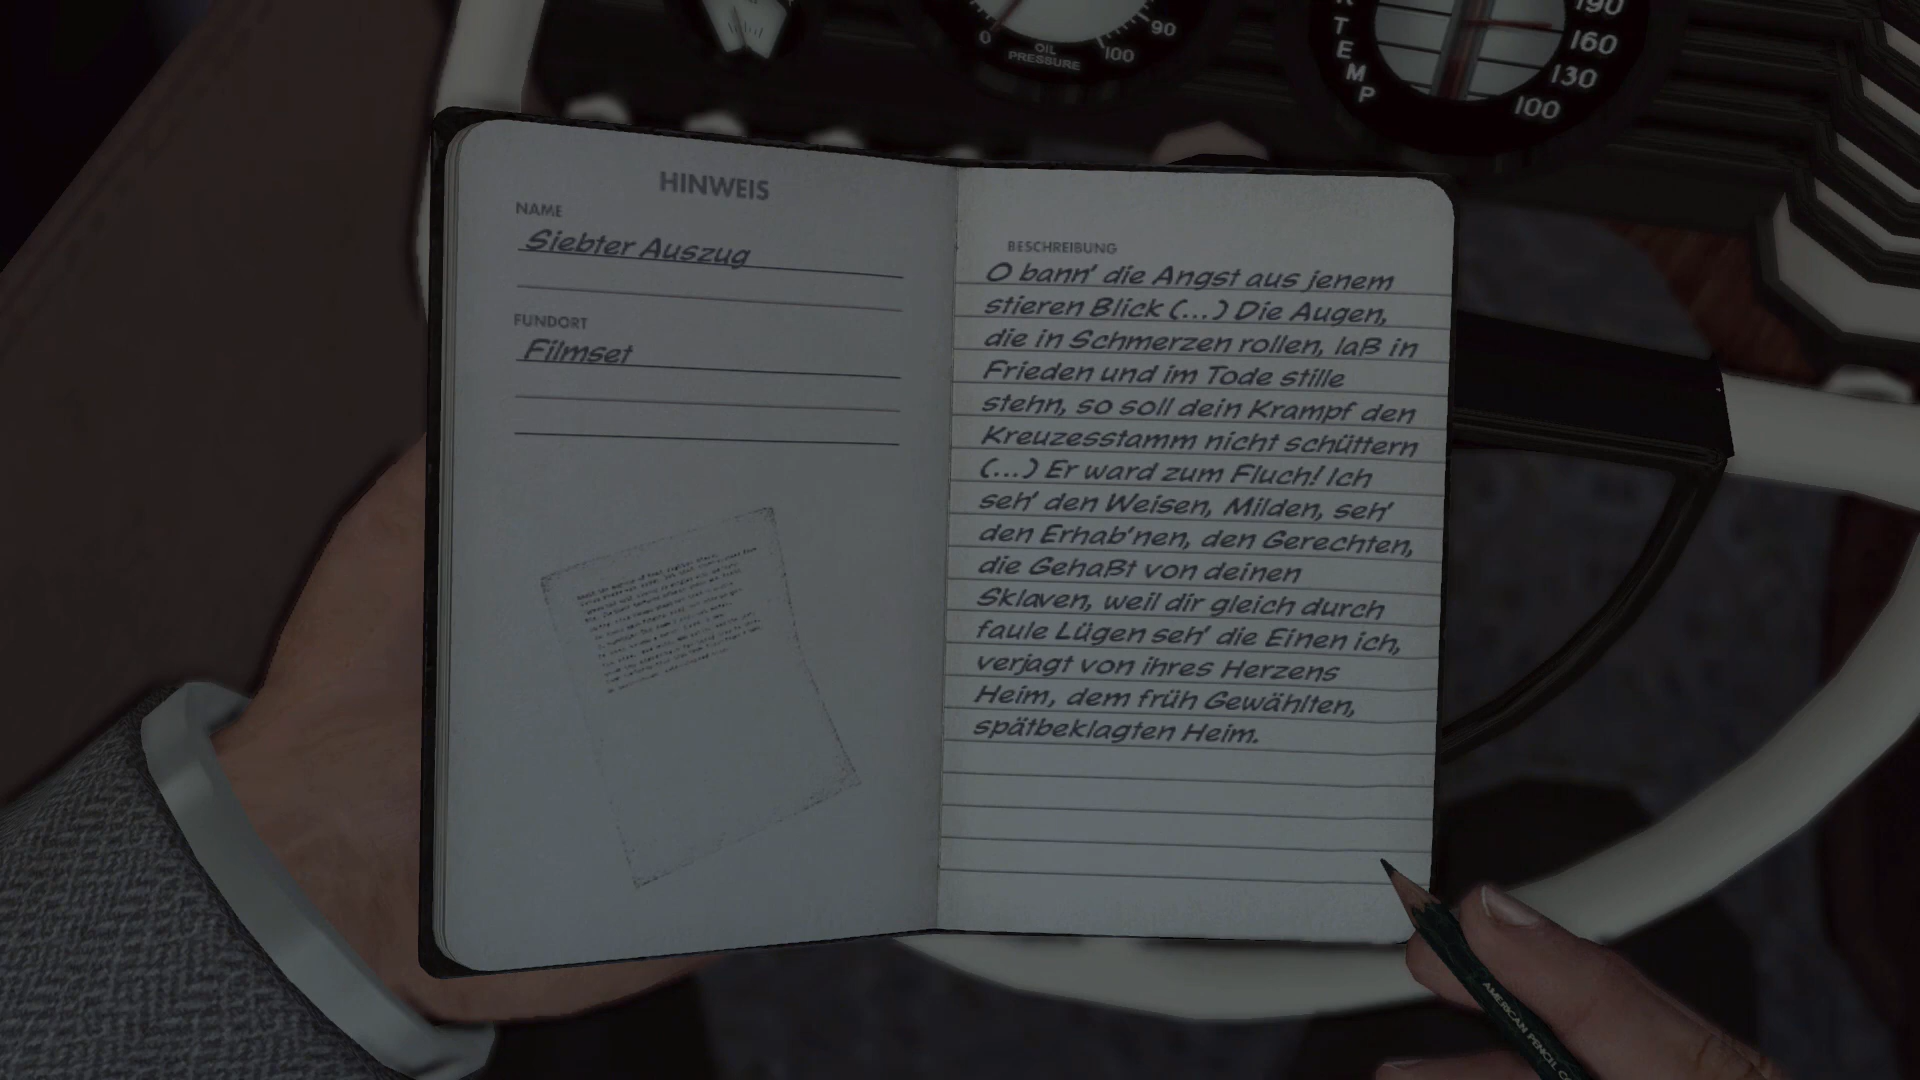 0
OIL
PRESSURE
90
100
TEMP
190
160
130
100
HINWEIS
NAME
Siebter Auszug
FUNDORT
Filmset
BESCHREIBUNG
O bann' die Angst aus jenem
stieren Blick (...) Die Augen,
die in Schmerzen rollen, laß in
Frieden und im Tode stille
stehn, so soll dein Krampf den
Kreuzesstamm nicht schüttern
(...) Er ward zum Fluch! Ich
seh' den Weisen, Milden, seh'
den Erhab'nen, den Gerechten,
die Gehaßt von deinen
Sklaven, weil dir gleich durch
faule Lügen seh' die Einen ich,
verjagt von ihres Herzens
Heim, dem früh Gewählten,
spätbeklagten Heim.
AMERICAN PENCIL CO